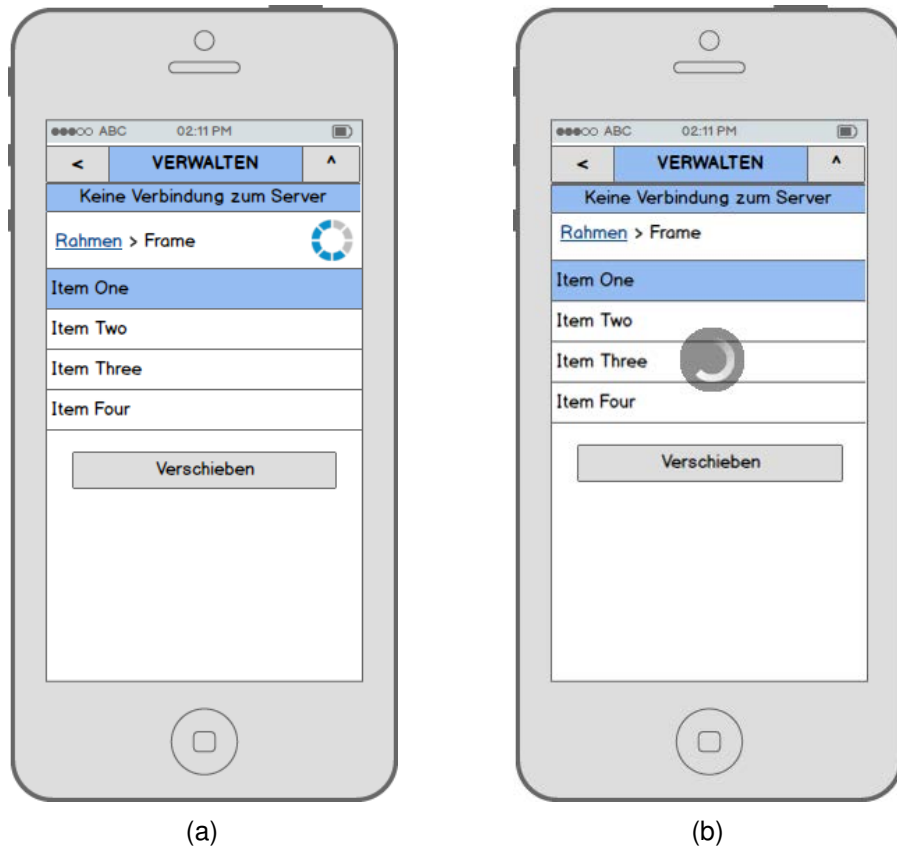 ABC 02:11 PM
< VERWALTEN ^
Keine Verbindung zum Server
Rahmen > Frame
Item One
Item Two
Item Three
Item Four
Verschieben
(a)
ABC 02:11 PM
< VERWALTEN ^
Keine Verbindung zum Server
Rahmen > Frame
Item One
Item Two
Item Three
Item Four
Verschieben
(b)